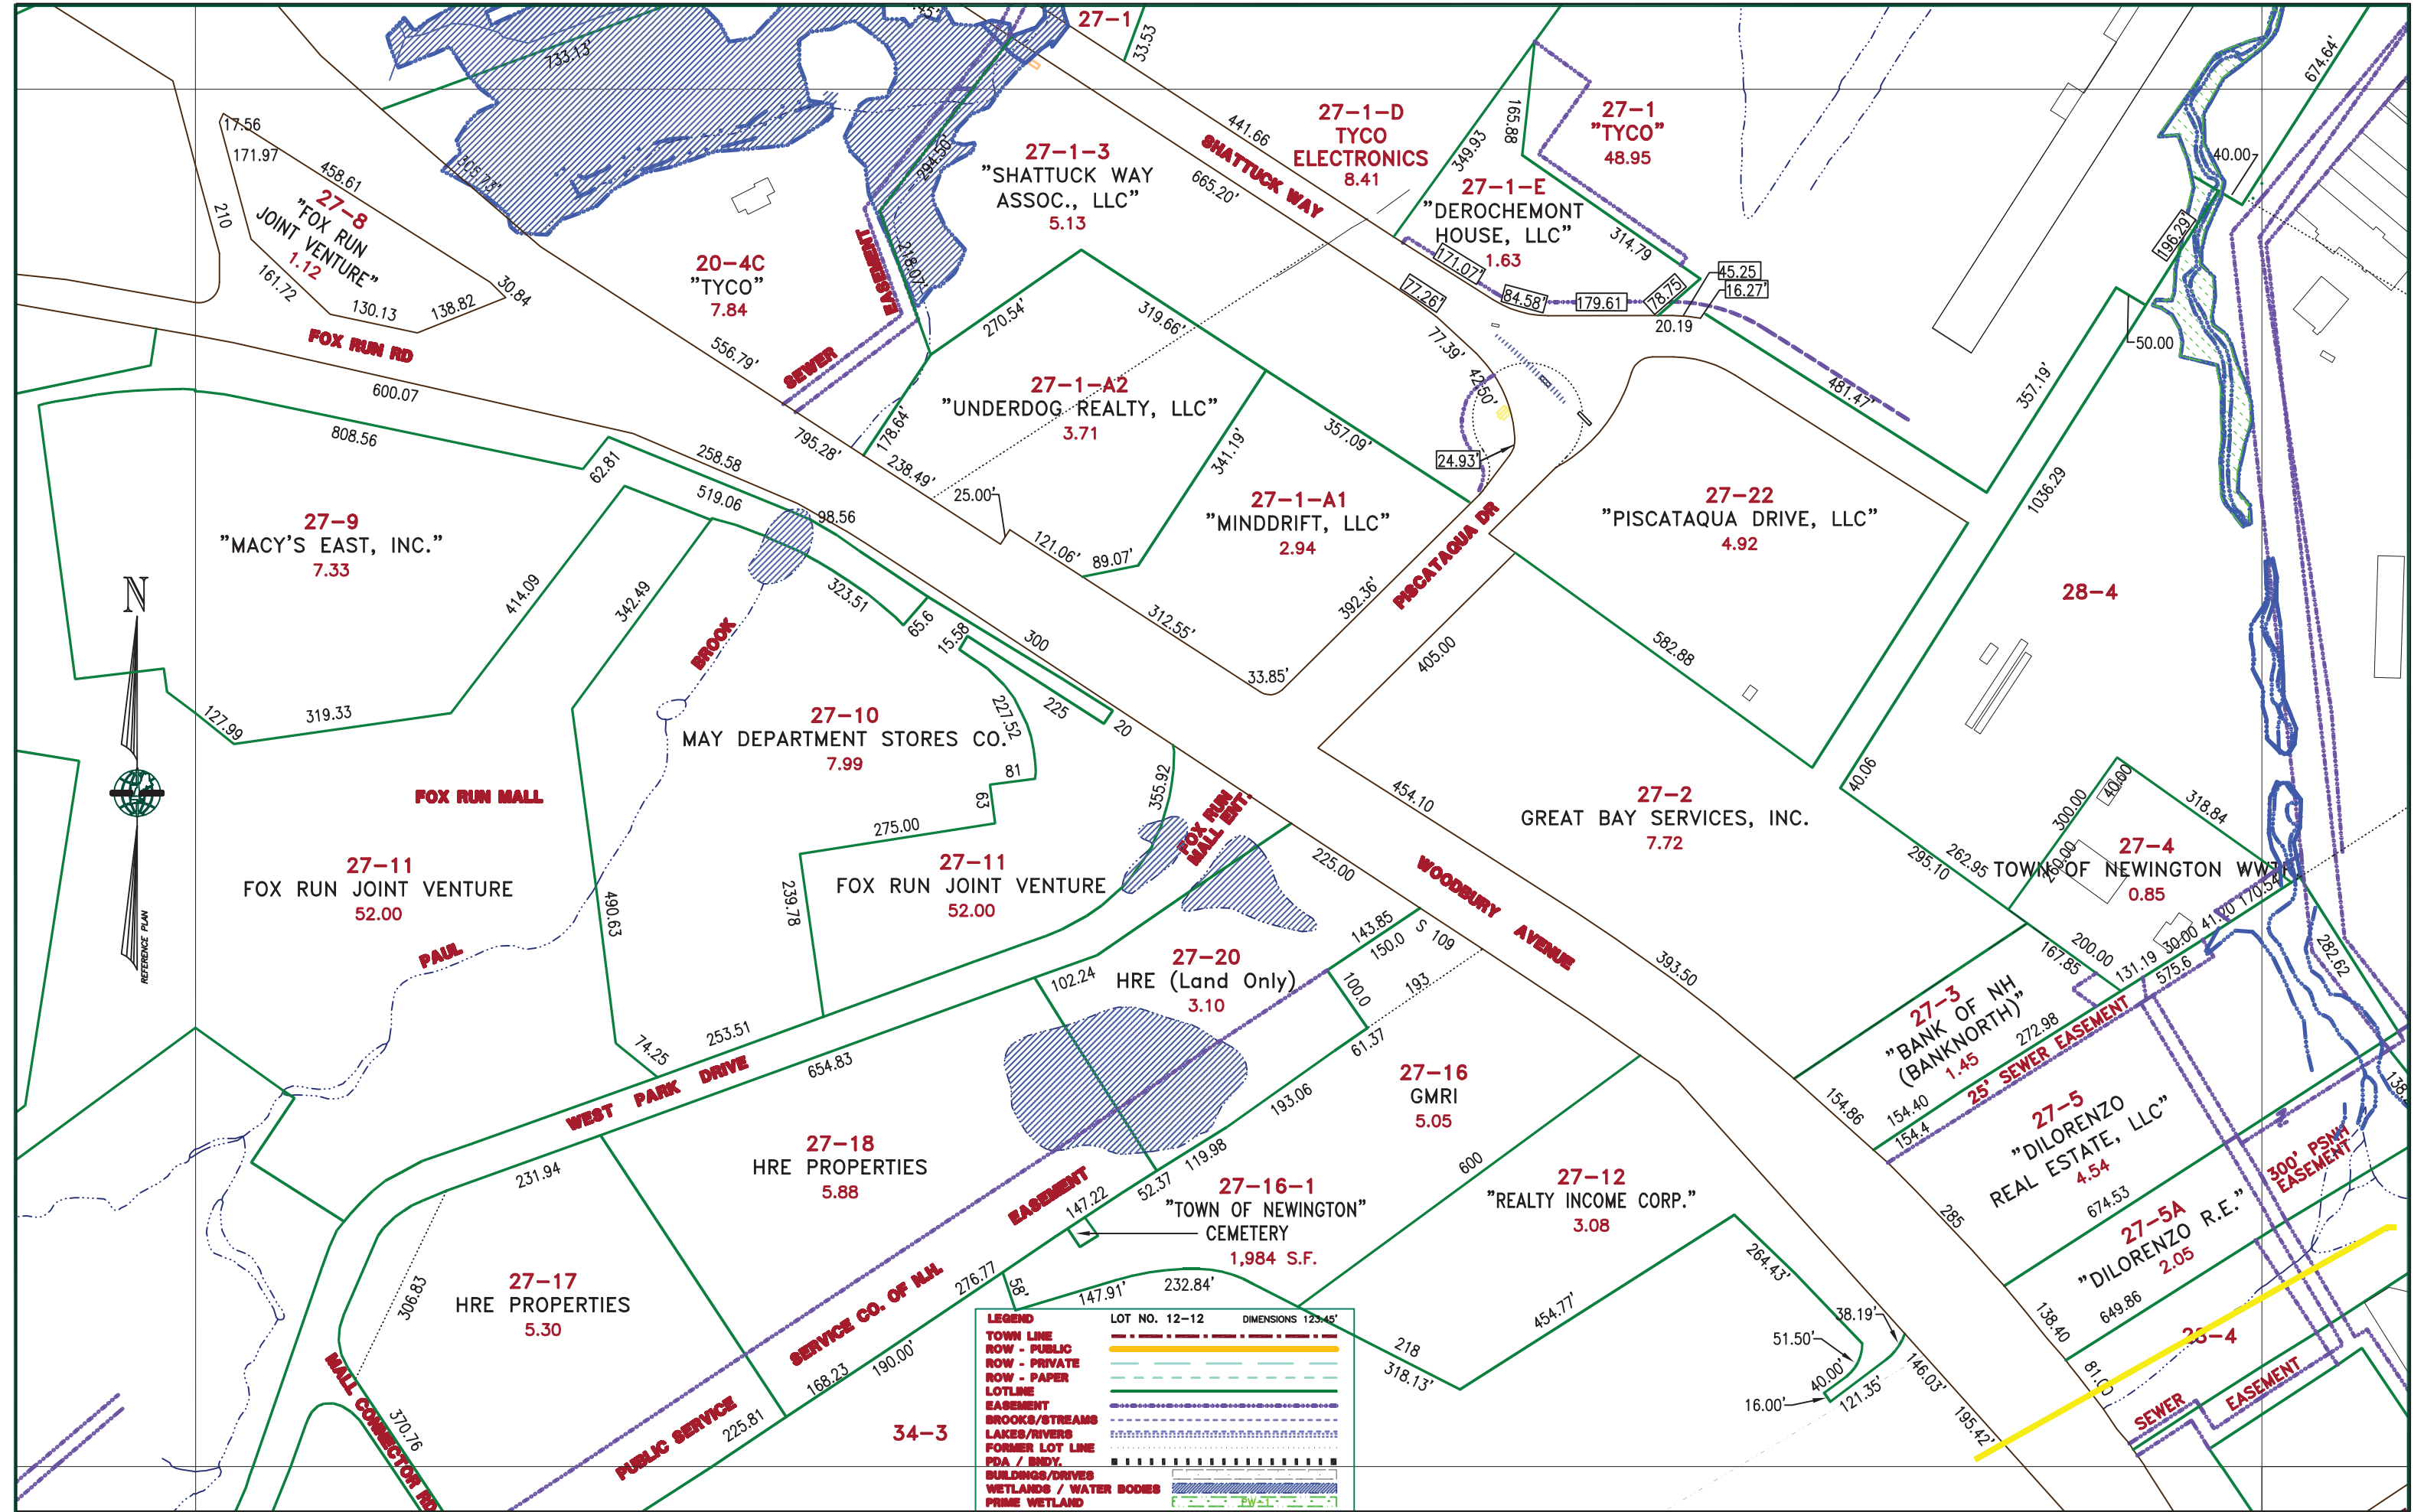 27-1
45'
733.13'
33.53
674.64'
17.56
171.97
458.61
305.73'
210
27-8
"FOX RUN
JOINT VENTURE"
1.12
161.72
130.13
138.82
30.84
FOX RUN RD
600.07
294.50'
27-1-3
"SHATTUCK WAY
ASSOC., LLC"
5.13
441.66
SHATTUCK WAY
665.20'
27-1-D
TYCO
ELECTRONICS
8.41
349.93
165.88
27-1
"TYCO"
48.95
27-1-E
"DEROCHEMONT
HOUSE, LLC"
1.63
314.79
171.07'
84.58'
179.61
78.75'
45.25
16.27'
20.19
77.26'
77.39'
42.50'
24.93'
40.00
196.29'
50.00
357.19'
481.47'
1036.29
20-4C
"TYCO"
7.84
218.07'
SEWER
EASEMENT
556.79'
795.28'
178.64'
238.49'
25.00'
270.54'
319.66'
27-1-A2
"UNDERDOG REALTY, LLC"
3.71
341.19'
357.09'
121.06'
89.07'
27-1-A1
"MINDDRIFT, LLC"
2.94
312.55'
392.36'
33.85'
PISCATAQUA DR
405.00
27-22
"PISCATAQUA DRIVE, LLC"
4.92
582.88
28-4
808.56
62.81
258.58
519.06
98.56
27-9
"MACY'S EAST, INC."
7.33
N
REFERENCE PLAN
127.99
319.33
414.09
342.49
BROOK
323.51
65.6
15.58
300
225
20
227.52
27-10
MAY DEPARTMENT STORES CO.
7.99
81
63
275.00
239.78
355.92
FOX RUN
MALL ENT.
FOX RUN MALL
27-11
FOX RUN JOINT VENTURE
52.00
27-11
FOX RUN JOINT VENTURE
52.00
490.63
PAUL
74.25
253.51
WEST PARK DRIVE
654.83
102.24
454.10
225.00
WOODBURY AVENUE
27-2
GREAT BAY SERVICES, INC.
7.72
40.06
295.10
262.95
300.00
40.00
318.84
260.00
27-4
TOWN OF NEWINGTON WWTF
0.85
170.54
41.20
30.00
131.19
575.6
200.00
167.85
282.62
393.50
27-20
HRE (Land Only)
3.10
143.85
150.0
S 109
100.0
193
61.37
193.06
119.98
52.37
147.22
27-16
GMRI
5.05
600
27-3
"BANK OF NH
(BANKNORTH)"
1.45
272.98
25' SEWER EASEMENT
154.86
154.40
154.4
27-5
"DILORENZO
REAL ESTATE, LLC"
4.54
674.53
300' PSNH
EASEMENT
285
27-5A
"DILORENZO R.E."
2.05
649.86
138.40
81.00
28-4
SEWER EASEMENT
231.94
27-18
HRE PROPERTIES
5.88
27-17
HRE PROPERTIES
5.30
306.83
MALL CONNECTOR RD
370.76
PUBLIC SERVICE
SERVICE CO. OF N.H.
EASEMENT
225.81
168.23
190.00'
276.77
58'
147.91'
232.84'
27-16-1
"TOWN OF NEWINGTON"
CEMETERY
1,984 S.F.
27-12
"REALTY INCOME CORP."
3.08
218
318.13'
454.77'
264.43'
38.19'
51.50'
40.00'
16.00'
121.35'
146.03'
195.42'
34-3
LEGEND LOT NO. 12-12 DIMENSIONS 123.45'
TOWN LINE
ROW - PUBLIC
ROW - PRIVATE
ROW - PAPER
LOTLINE
EASEMENT
BROOKS/STREAMS
LAKES/RIVERS
FORMER LOT LINE
PDA / BNDY.
BUILDINGS/DRIVES
WETLANDS / WATER BODIES
PRIME WETLAND PW-1